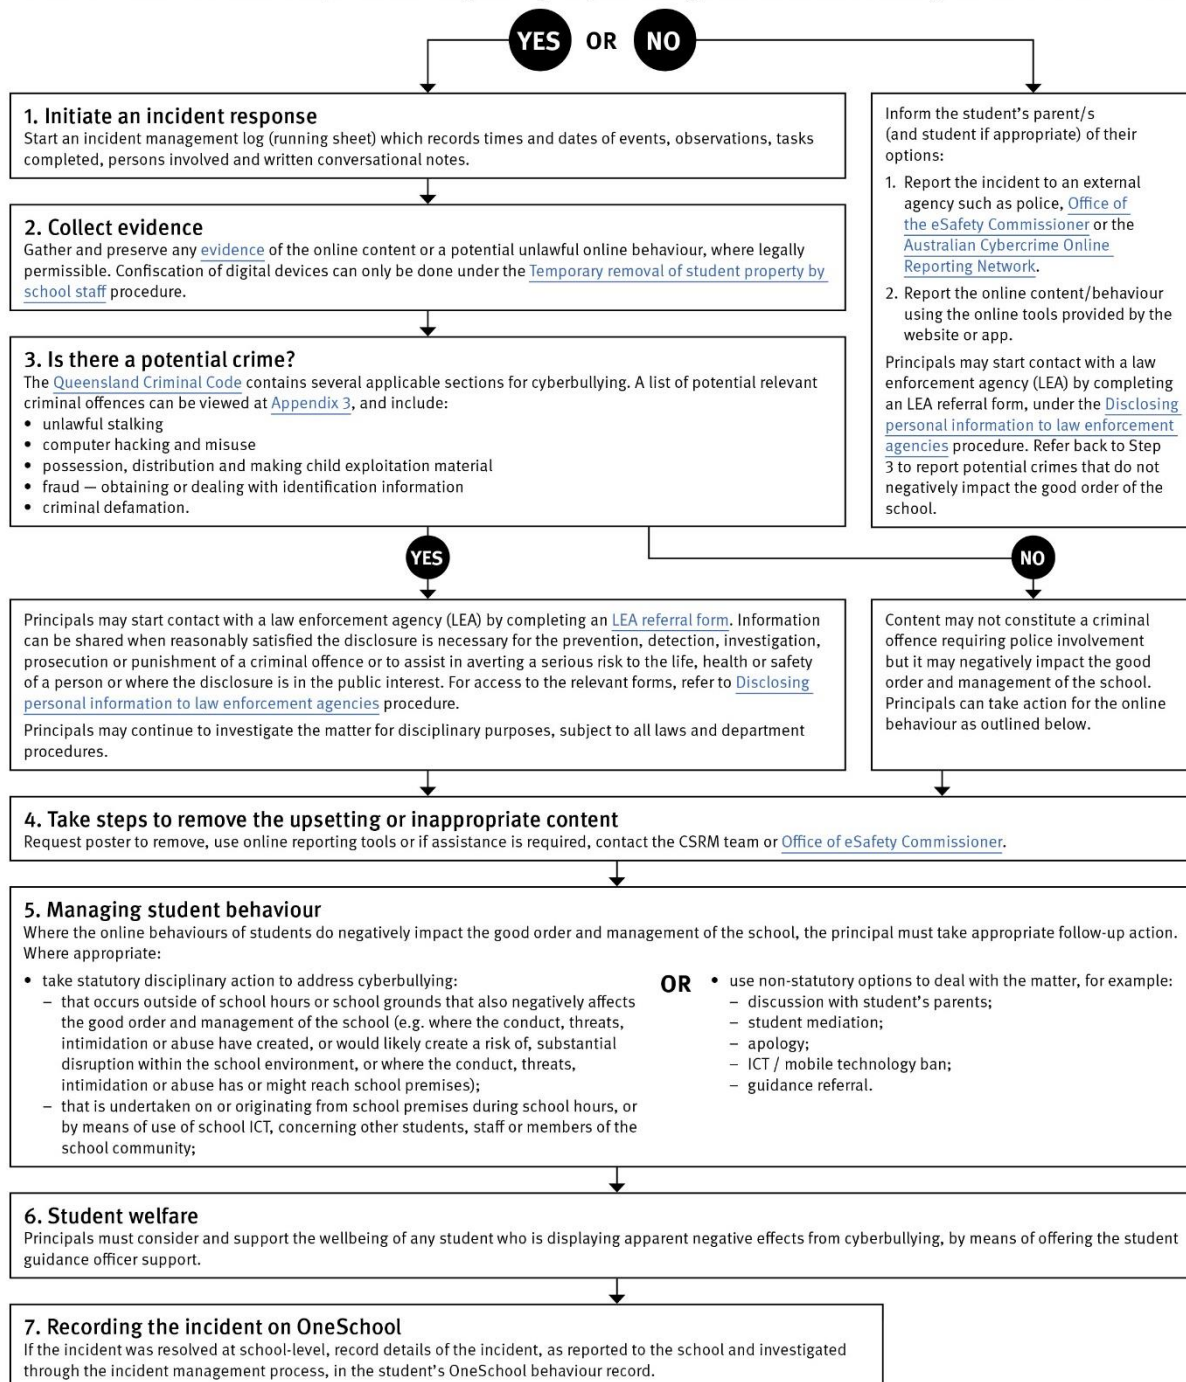 YES OR NO
1. Initiate an incident response
Start an incident management log (running sheet) which records times and dates of events, observations, tasks
completed, persons involved and written conversational notes.
Inform the student's parent/s
(and student if appropriate) of their
options:
1. Report the incident to an external
agency such as police, Office of
the eSafety Commissioner or the
Australian Cybercrime Online
Reporting Network.
2. Report the online content/behaviour
using the online tools provided by the
website or app.
Principals may start contact with a law
enforcement agency (LEA) by completing
an LEA referral form, under the Disclosing
personal information to law enforcement
agencies procedure. Refer back to Step
3 to report potential crimes that do not
negatively impact the good order of the
school.
2. Collect evidence
Gather and preserve any evidence of the online content or a potential unlawful online behaviour, where legally
permissible. Confiscation of digital devices can only be done under the Temporary removal of student property by
school staff procedure.
3. Is there a potential crime?
The Queensland Criminal Code contains several applicable sections for cyberbullying. A list of potential relevant
criminal offences can be viewed at Appendix 3, and include:
• unlawful stalking
• computer hacking and misuse
• possession, distribution and making child exploitation material
• fraud — obtaining or dealing with identification information
• criminal defamation.
YES
NO
Principals may start contact with a law enforcement agency (LEA) by completing an LEA referral form. Information
can be shared when reasonably satisfied the disclosure is necessary for the prevention, detection, investigation,
prosecution or punishment of a criminal offence or to assist in averting a serious risk to the life, health or safety
of a person or where the disclosure is in the public interest. For access to the relevant forms, refer to Disclosing
personal information to law enforcement agencies procedure.
Principals may continue to investigate the matter for disciplinary purposes, subject to all laws and department
procedures.
Content may not constitute a criminal
offence requiring police involvement
but it may negatively impact the good
order and management of the school.
Principals can take action for the online
behaviour as outlined below.
4. Take steps to remove the upsetting or inappropriate content
Request poster to remove, use online reporting tools or if assistance is required, contact the CSRM team or Office of eSafety Commissioner.
5. Managing student behaviour
Where the online behaviours of students do negatively impact the good order and management of the school, the principal must take appropriate follow-up action.
Where appropriate:
• take statutory disciplinary action to address cyberbullying:
– that occurs outside of school hours or school grounds that also negatively affects
the good order and management of the school (e.g. where the conduct, threats,
intimidation or abuse have created, or would likely create a risk of, substantial
disruption within the school environment, or where the conduct, threats,
intimidation or abuse has or might reach school premises);
– that is undertaken on or originating from school premises during school hours, or
by means of use of school ICT, concerning other students, staff or members of the
school community;
OR
• use non-statutory options to deal with the matter, for example:
– discussion with student's parents;
– student mediation;
– apology;
– ICT / mobile technology ban;
– guidance referral.
6. Student welfare
Principals must consider and support the wellbeing of any student who is displaying apparent negative effects from cyberbullying, by means of offering the student
guidance officer support.
7. Recording the incident on OneSchool
If the incident was resolved at school-level, record details of the incident, as reported to the school and investigated
through the incident management process, in the student's OneSchool behaviour record.